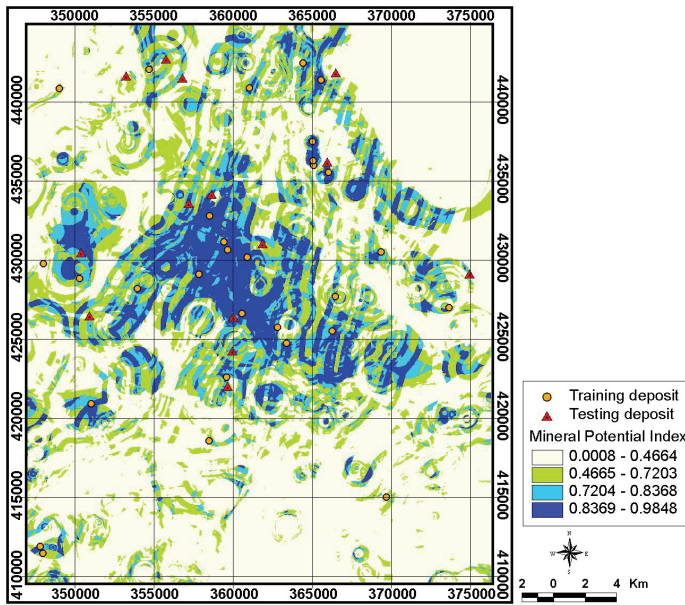 350000 355000 360000 365000 370000 375000
440000 440000
435000 435000
430000 430000
425000 425000
420000 420000
415000 415000
410000 410000
350000 355000 360000 365000 370000 375000
Training deposit
Testing deposit
Mineral Potential Index
0.0008 - 0.4664
0.4665 - 0.7203
0.7204 - 0.8368
0.8369 - 0.9848
N
W E
S
2 0 2 4 Km